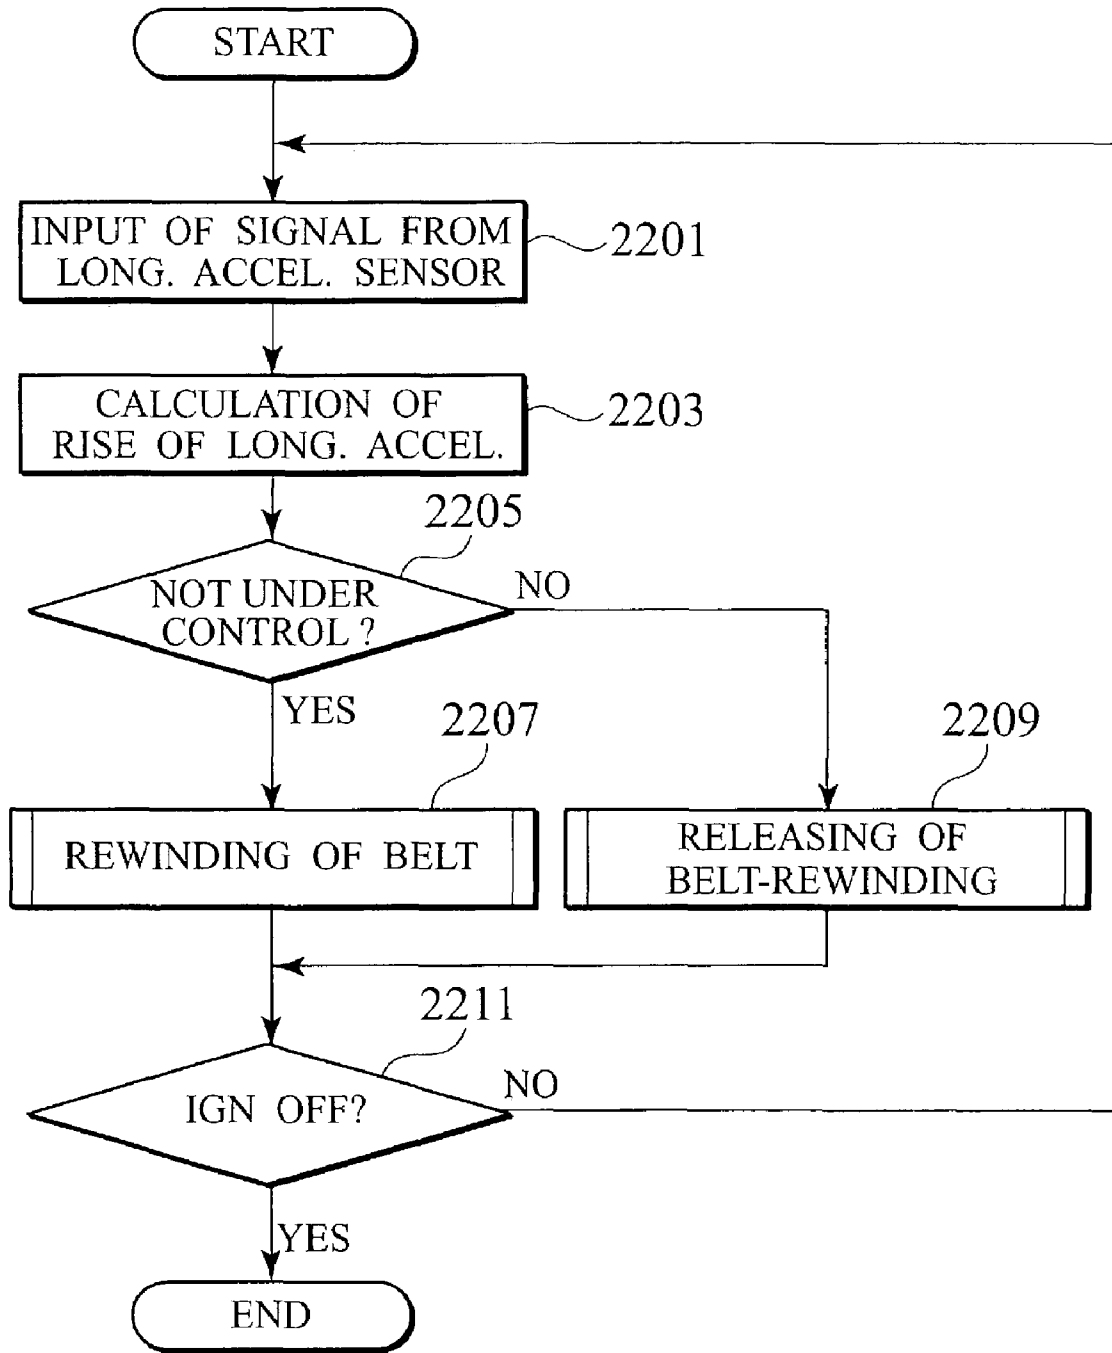 START
INPUT OF SIGNAL FROM
LONG. ACCEL. SENSOR
2201
CALCULATION OF
RISE OF LONG. ACCEL.
2203
2205
NOT UNDER
CONTROL?
NO
YES
2207
2209
REWINDING OF BELT
RELEASING OF
BELT-REWINDING
2211
IGN OFF?
NO
YES
END